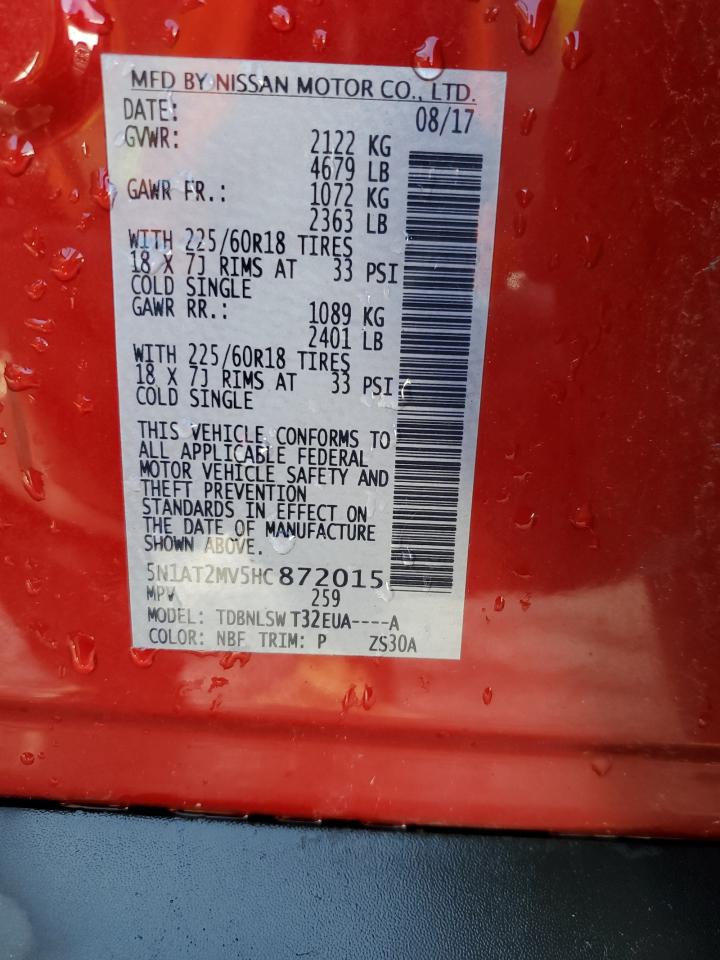 MFD BY NISSAN MOTOR CO., LTD.
DATE: 08/17
GVWR: 2122 KG
4679 LB
GAWR FR.: 1072 KG
2363 LB
WITH 225/60R18 TIRES
18 X 7J RIMS AT 33 PSI
COLD SINGLE
GAWR RR.: 1089 KG
2401 LB
WITH 225/60R18 TIRES
18 X 7J RIMS AT 33 PSI
COLD SINGLE
THIS VEHICLE CONFORMS TO
ALL APPLICABLE FEDERAL
MOTOR VEHICLE SAFETY AND
THEFT PREVENTION
STANDARDS IN EFFECT ON
THE DATE OF MANUFACTURE
SHOWN ABOVE.
5N1AT2MV5HC872015
MPV 259
MODEL: TDBNLSW T32EUA----A
COLOR: NBF TRIM: P ZS30A